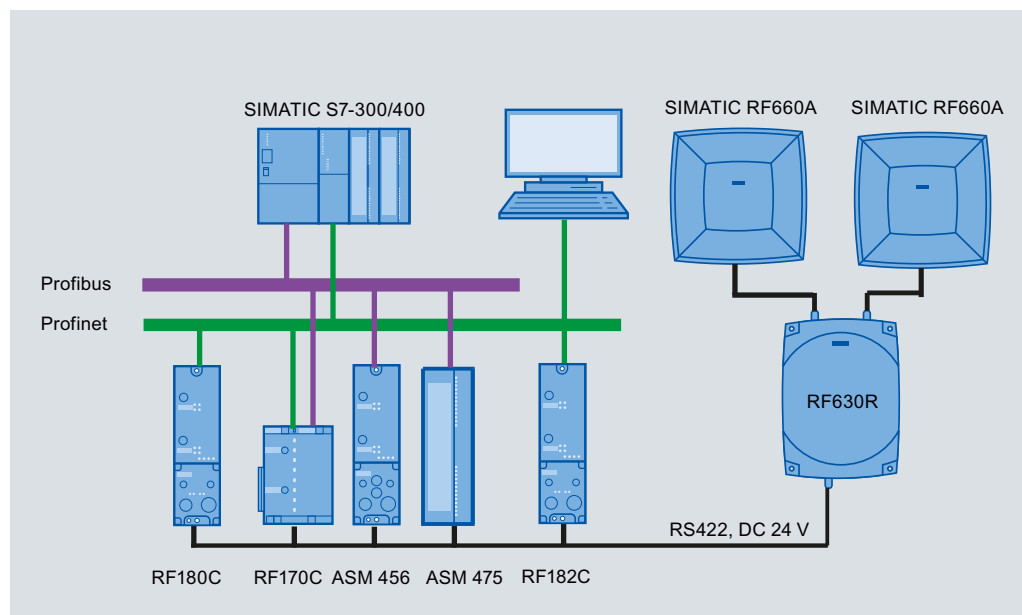 SIMATIC S7-300/400
SIMATIC RF660A
SIMATIC RF660A
Profibus
Profinet
RF630R
RS422, DC 24 V
RF180C
RF170C
ASM 456
ASM 475
RF182C